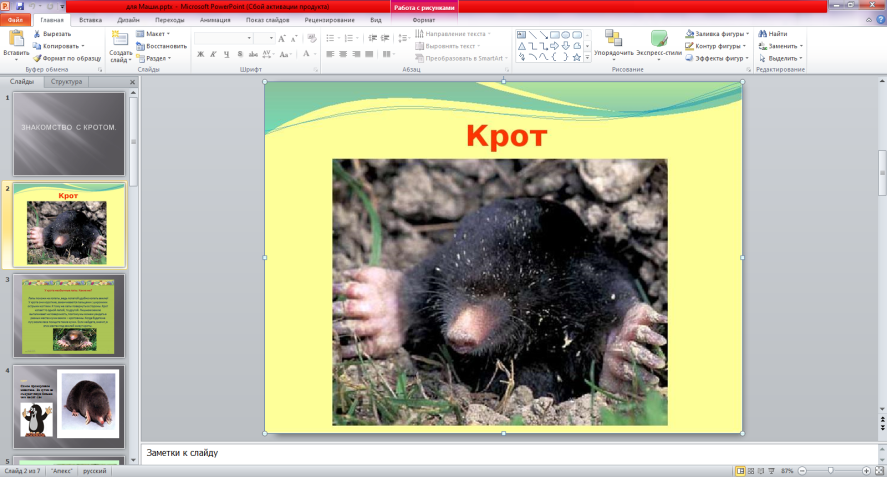 для Маши.pptx - Microsoft PowerPoint (Сбой активации продукта)
Работа с рисунками
Файл Главная Вставка Дизайн Переходы Анимация Показ слайдов Рецензирование Вид Формат
Вставить
Вырезать
Копировать
Формат по образцу
Буфер обмена
Создать слайд
Макет
Восстановить
Раздел
Слайды
Ж К Ч S abc AV Aa А
Шрифт
Направление текста
Выровнять текст
Преобразовать в SmartArt
Абзац
Упорядочить
Экспресс-стили
Заливка фигуры
Контур фигуры
Эффекты фигур
Рисование
Найти
Заменить
Выделить
Редактирование
Слайды Структура
1
ЗНАКОМСТВО С КРОТОМ.
2
Крот
3
4
5
Крот
Заметки к слайду
Слайд 2 из 7 "Апекс" русский
87%